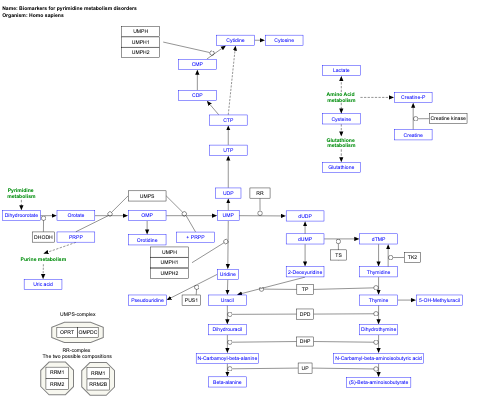 Name: Biomarkers for pyrimidine metabolism disorders
Organism: Homo sapiens
UMPH
UMPH1
UMPH2
Cytidine
Cytosine
CMP
CDP
CTP
UTP
Lactate
Amino Acid
metabolism
Cysteine
Glutathione
metabolism
Glutathione
Creatine-P
Creatine kinase
Creatine
Pyrimidine
metabolism
Dihydroorotate
Orotate
UMPS
OMP
UDP
RR
UMP
dUDP
DHODH
PRPP
Orotidine
+ PRPP
dUMP
dTMP
TS
TK2
Purine metabolism
Uric acid
UMPH
UMPH1
UMPH2
Uridine
2-Deoxyuridine
Thymidine
Pseudouridine
PUS1
Uracil
TP
Thymine
5-OH-Methyluracil
UMPS-complex
OPRT
OMPDC
DPD
Dihydrouracil
Dihydrothymine
DHP
RR-complex
The two possible compositions
N-Carbamoyl-beta-alanine
N-Carbamyl-beta-aminoisobutyric acid
RRM1
RRM2
RRM1
RRM2B
UP
Beta-alanine
(S)-Beta-aminoisobutyrate